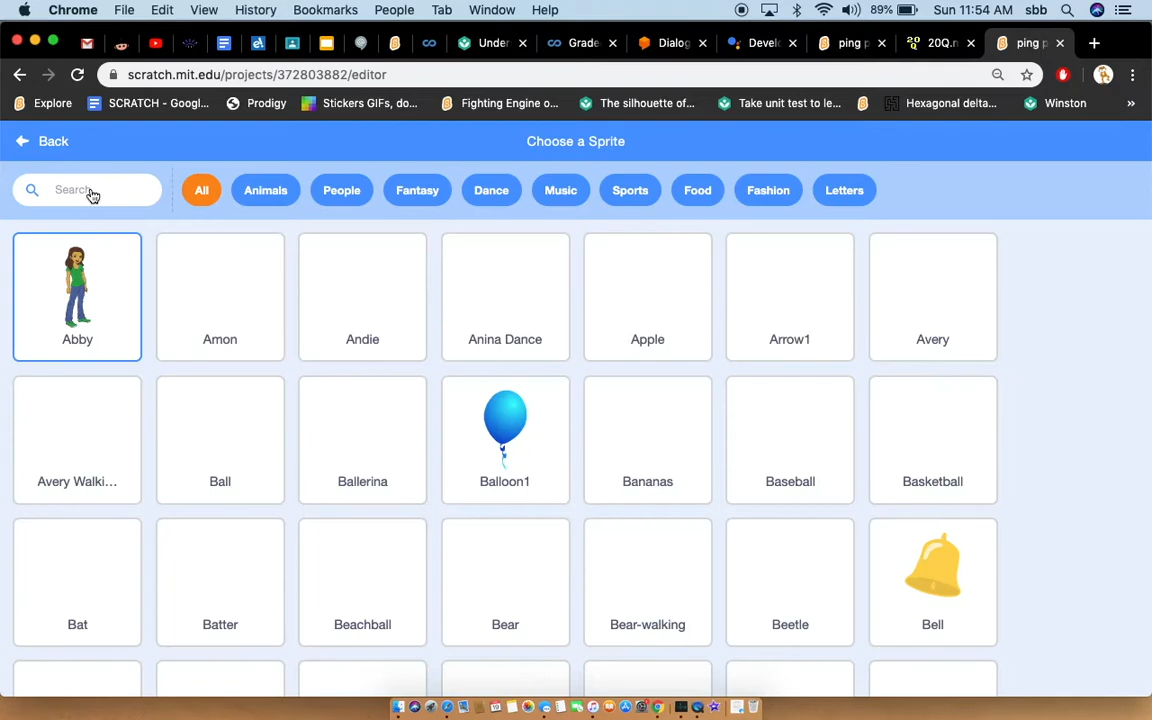 Chrome File Edit View History Bookmarks People Tab Window Help 89% Sun 11:54 AM sbb
Under Grade Dialog Develo ping p 20Q.n ping p
scratch.mit.edu/projects/372803882/editor
Explore SCRATCH - Googl... Prodigy Stickers GIFs, do... Fighting Engine o... The silhouette of... Take unit test to le... Hexagonal delta... Winston »
Back Choose a Sprite
Search All Animals People Fantasy Dance Music Sports Food Fashion Letters
Abby Amon Andie Anina Dance Apple Arrow1 Avery
Avery Walki... Ball Ballerina Balloon1 Bananas Baseball Basketball
Bat Batter Beachball Bear Bear-walking Beetle Bell